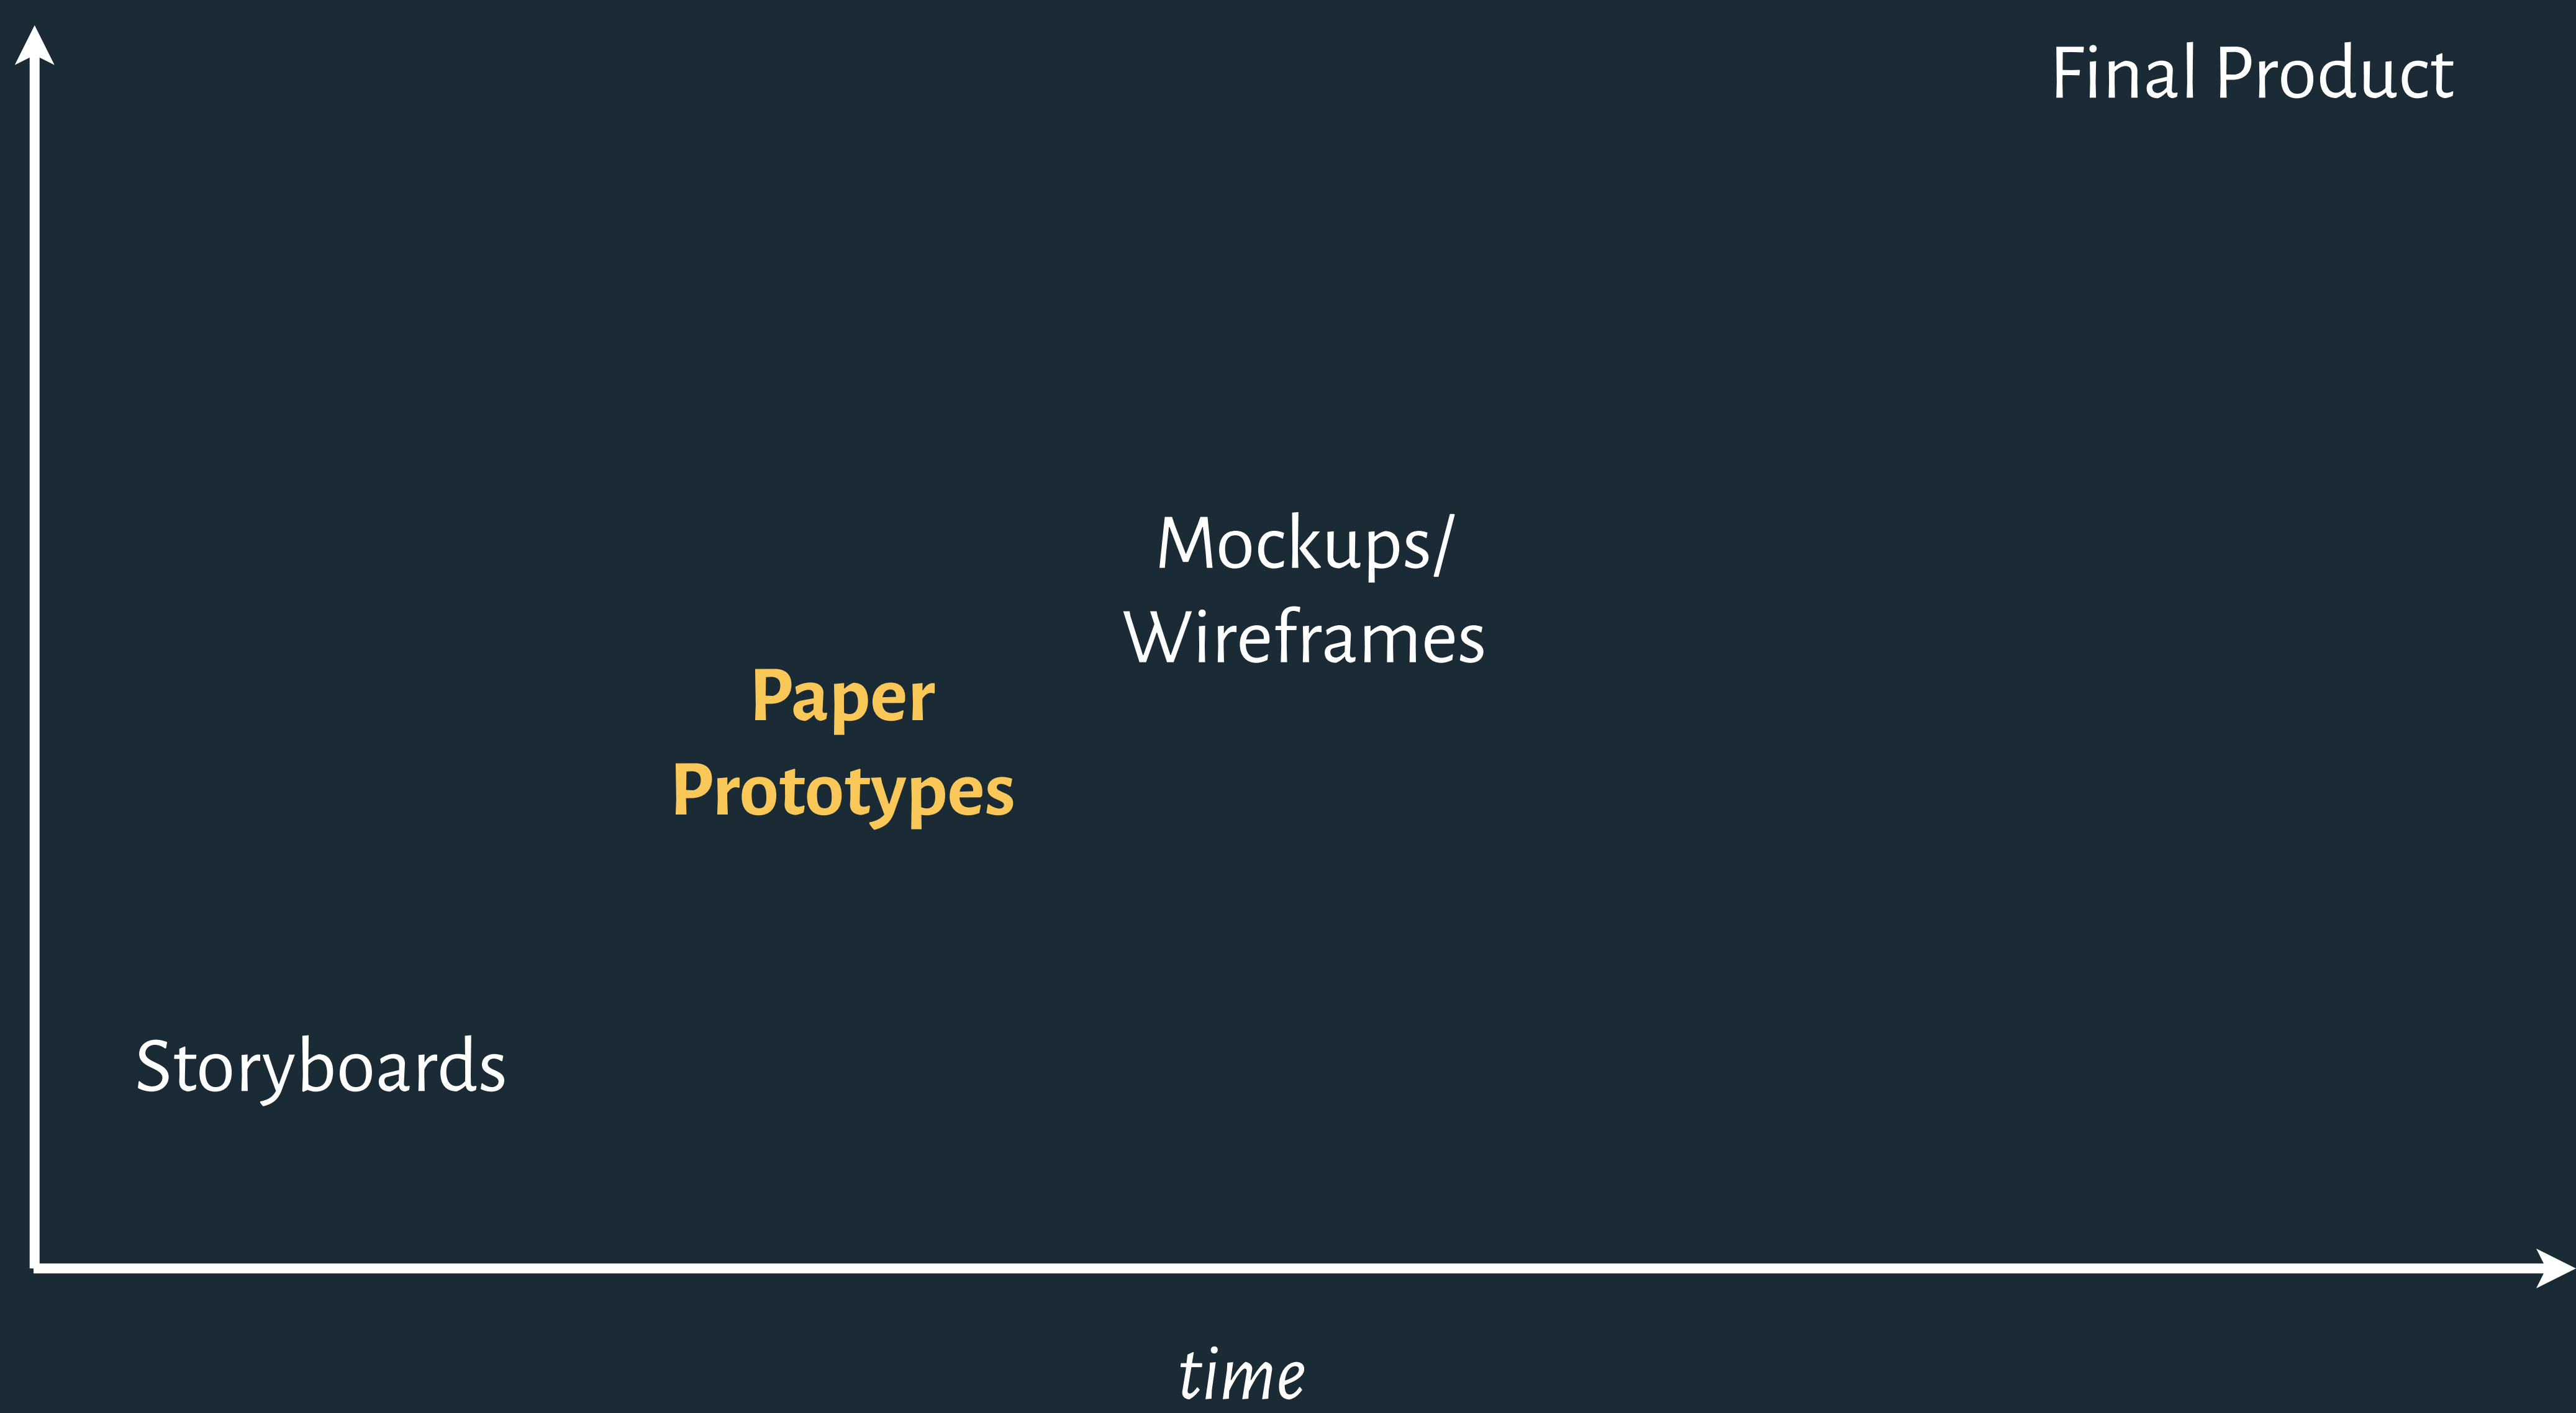 Final Product
Mockups/
Wireframes
Paper
Prototypes
Storyboards
time